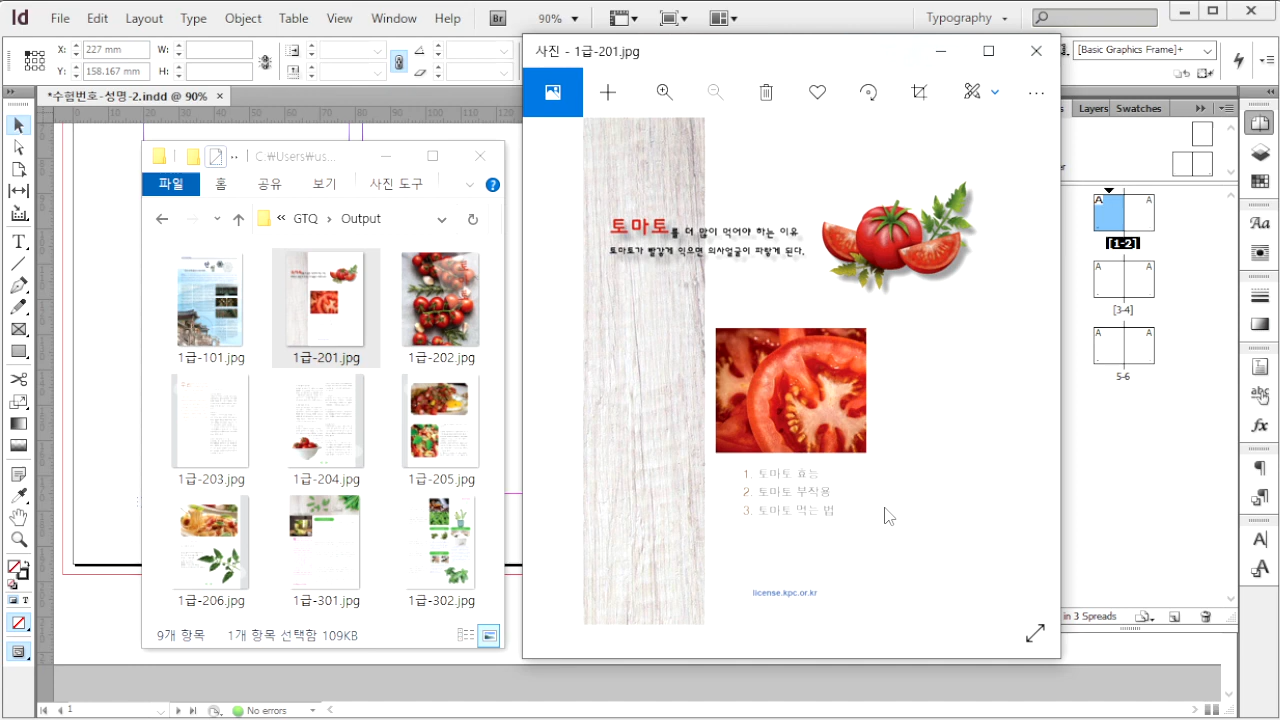 Id File Edit Layout Type Object Table View Window Help Br 90% Typography
X: 227 mm W:
Y: 158.167 mm H:
[Basic Graphics Frame]+
*수험번호-성명-2.indd @ 90% ×
90 100 110 120
Layers Swatches
C:₩Users₩us...
파일 홈 공유 보기 사진 도구
GTQ Output
1급-101.jpg 1급-201.jpg 1급-202.jpg
1급-203.jpg 1급-204.jpg 1급-205.jpg
1급-206.jpg 1급-301.jpg 1급-302.jpg
9개 항목 1개 항목 선택함 109KB
사진 - 1급-201.jpg
토마토를 더 많이 먹어야 하는 이유
토마토가 빨갛게 익으면 의사얼굴이 파랗게 된다.
1. 토마토 효능
2. 토마토 부작용
3. 토마토 먹는 법
license.kpc.or.kr
A A
[1-2]
A A
[3-4]
A A
5-6
in 3 Spreads
1 No errors